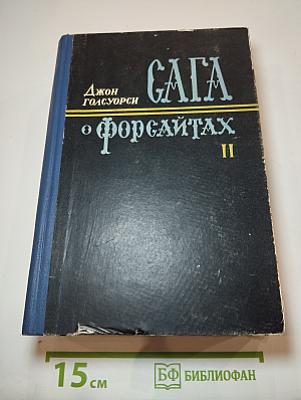 Джон
голсуорси
САГА
о форсайтах
II
15 см
БФ БИБЛИОФАН